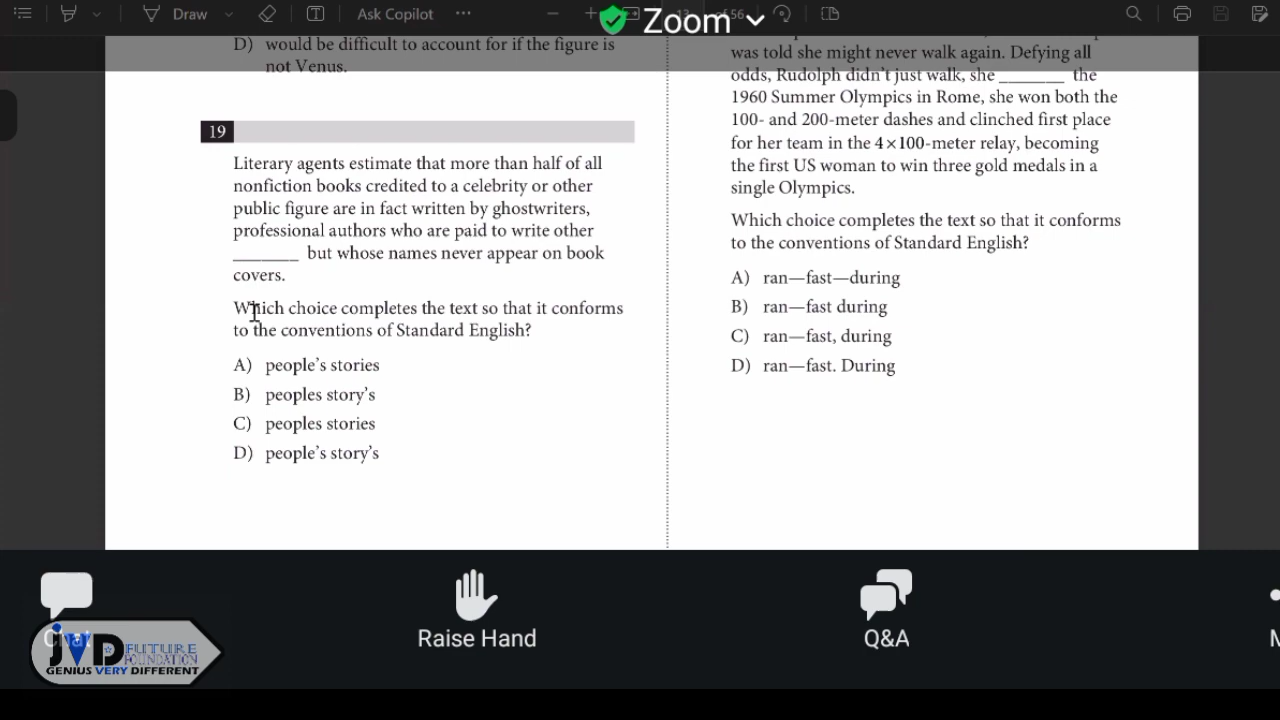 Draw
Ask Copilot
of 56
Zoom
D) would be difficult to account for if the figure is
not Venus.
19
Literary agents estimate that more than half of all
nonfiction books credited to a celebrity or other
public figure are in fact written by ghostwriters,
professional authors who are paid to write other
_______ but whose names never appear on book
covers.
Which choice completes the text so that it conforms
to the conventions of Standard English?
A) people’s stories
B) peoples story’s
C) peoples stories
D) people’s story’s
was told she might never walk again. Defying all
odds, Rudolph didn’t just walk, she _______ the
1960 Summer Olympics in Rome, she won both the
100- and 200-meter dashes and clinched first place
for her team in the 4×100-meter relay, becoming
the first US woman to win three gold medals in a
single Olympics.
Which choice completes the text so that it conforms
to the conventions of Standard English?
A) ran—fast—during
B) ran—fast during
C) ran—fast, during
D) ran—fast. During
Chat
Raise Hand
Q&A
M
JVD
FUTURE
FOUNDATION
GENIUS VERY DIFFERENT